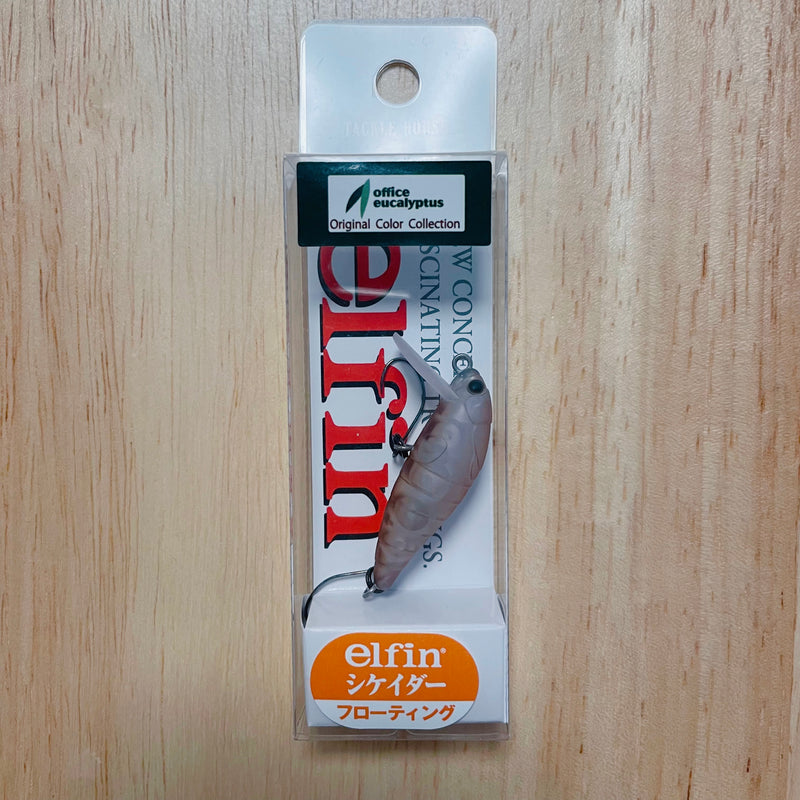 TACKLE HOUSE
office
eucalyptus
Original Color Collection
elfin
elfin®
シケイダー
フローティング